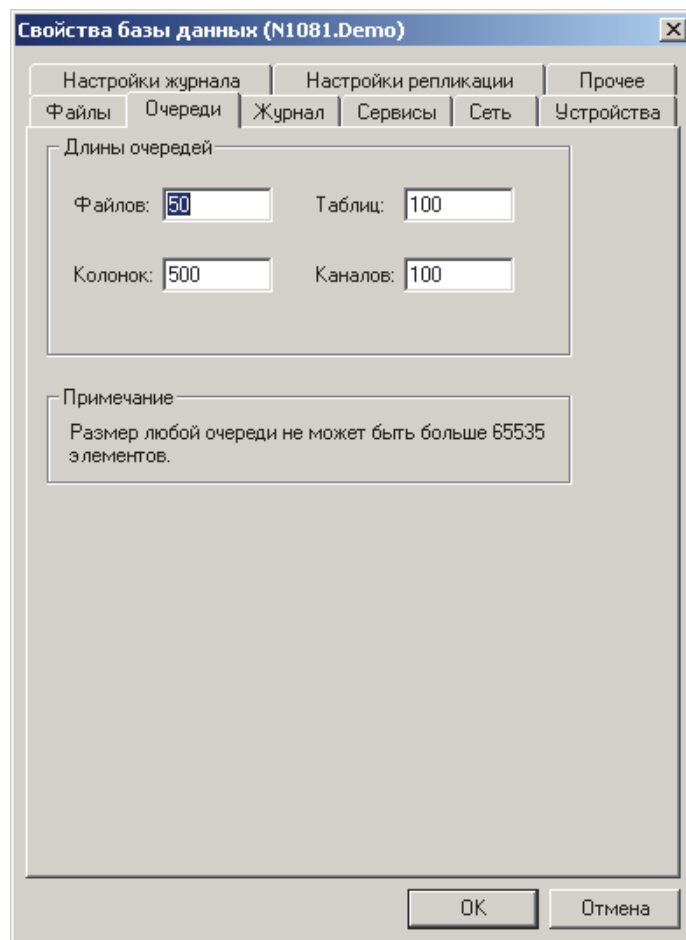 Свойства базы данных (N1081.Demo)
Настройки журнала Настройки репликации Прочее
Файлы Очереди Журнал Сервисы Сеть Устройства
Длины очередей
Файлов: 50 Таблиц: 100
Колонок: 500 Каналов: 100
Примечание
Размер любой очереди не может быть больше 65535
элементов.
OK Отмена